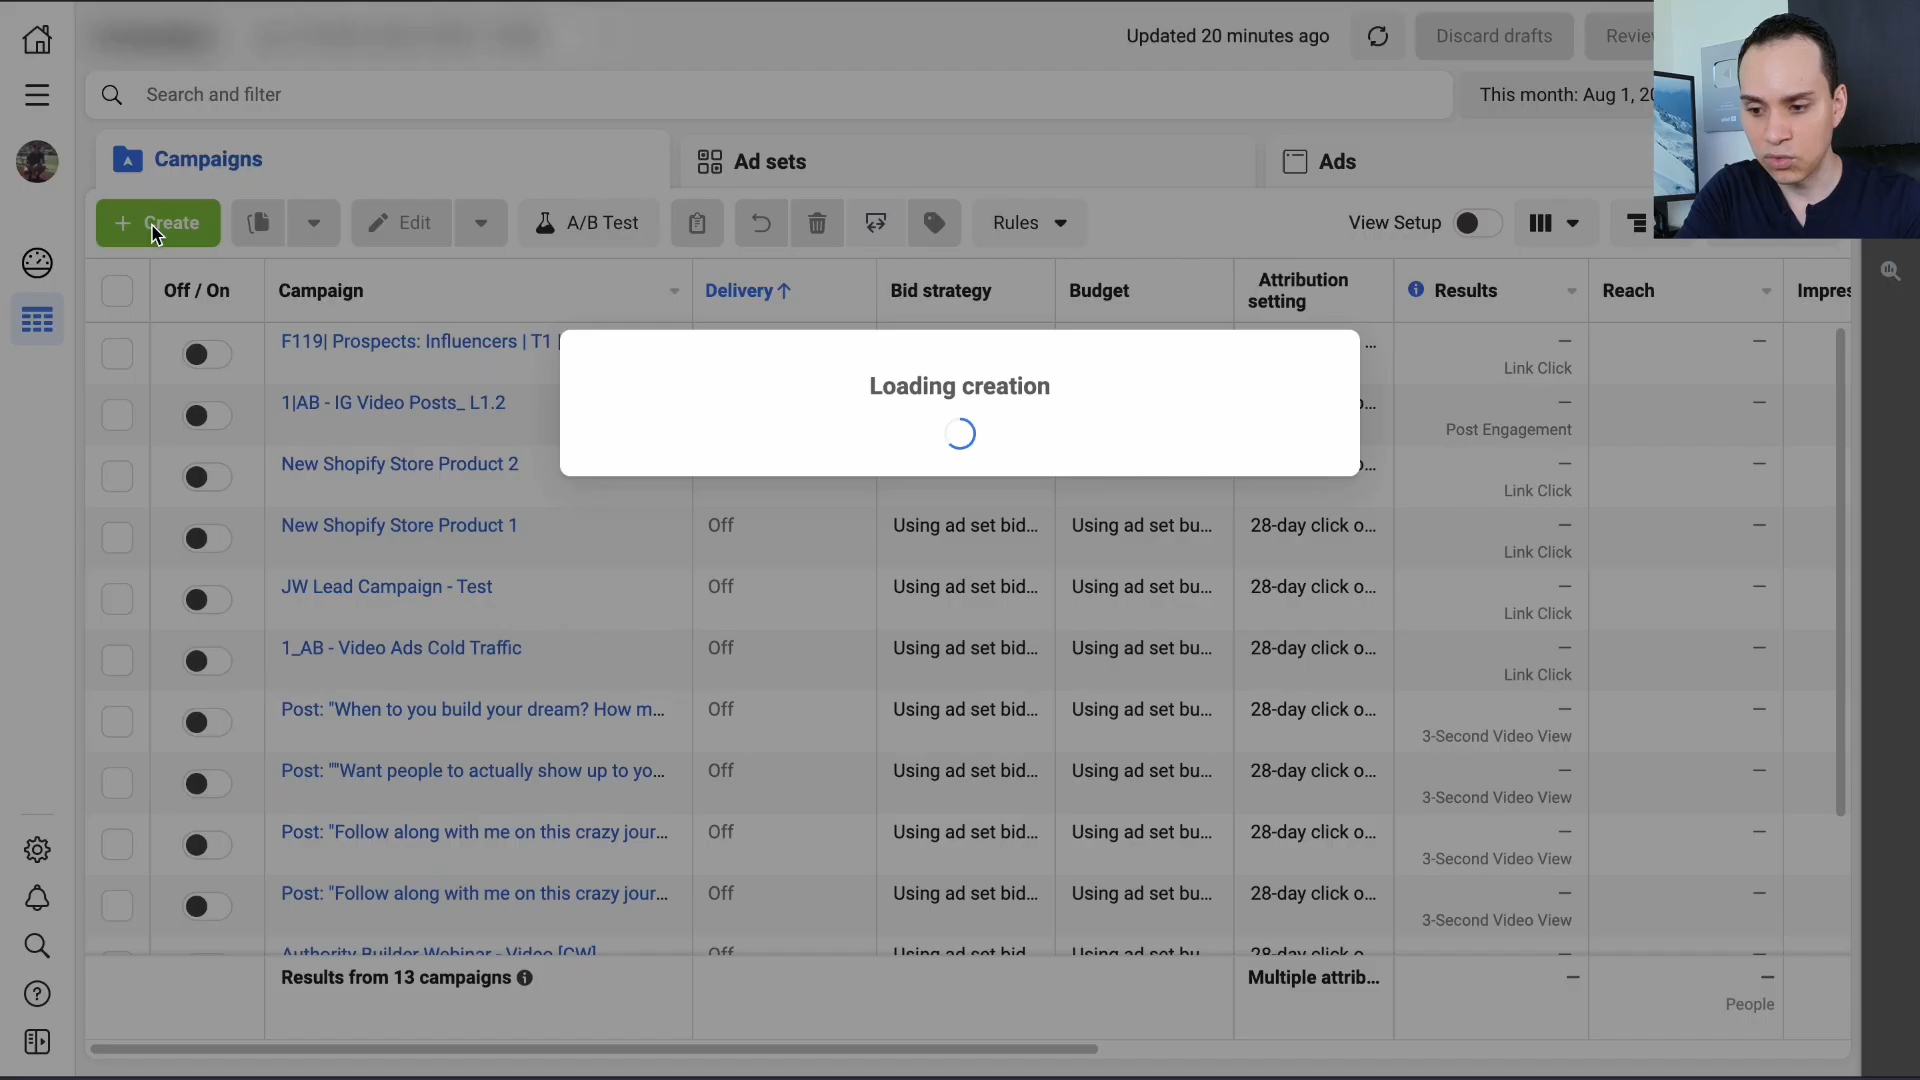 Updated 20 minutes ago
Discard drafts
Search and filter
This month: Aug 1,
Campaigns
Ad sets
Ads
+ Create
Edit
A/B Test
Rules
View Setup
Off / On
Campaign
Delivery↑
Bid strategy
Budget
Attribution
setting
Results
Reach
F119| Prospects: Influencers | T1 |
–
–
Link Click
1|AB - IG Video Posts_ L1.2
–
–
Post Engagement
New Shopify Store Product 2
–
–
Link Click
Loading creation
New Shopify Store Product 1
Off
Using ad set bid...
Using ad set bu...
28-day click o...
–
–
Link Click
JW Lead Campaign - Test
Off
Using ad set bid...
Using ad set bu...
28-day click o...
–
–
Link Click
1_AB - Video Ads Cold Traffic
Off
Using ad set bid...
Using ad set bu...
28-day click o...
–
–
Link Click
Post: "When to you build your dream? How m...
Off
Using ad set bid...
Using ad set bu...
28-day click o...
–
–
3-Second Video View
Post: ""Want people to actually show up to yo...
Off
Using ad set bid...
Using ad set bu...
28-day click o...
–
–
3-Second Video View
Post: "Follow along with me on this crazy jour...
Off
Using ad set bid...
Using ad set bu...
28-day click o...
–
–
3-Second Video View
Post: "Follow along with me on this crazy jour...
Off
Using ad set bid...
Using ad set bu...
28-day click o...
–
–
3-Second Video View
Authority Builder Webinar - Video [CW]
Off
Using ad set bid...
Using ad set bu...
28-day click o...
Results from 13 campaigns
Multiple attrib...
–
–
People